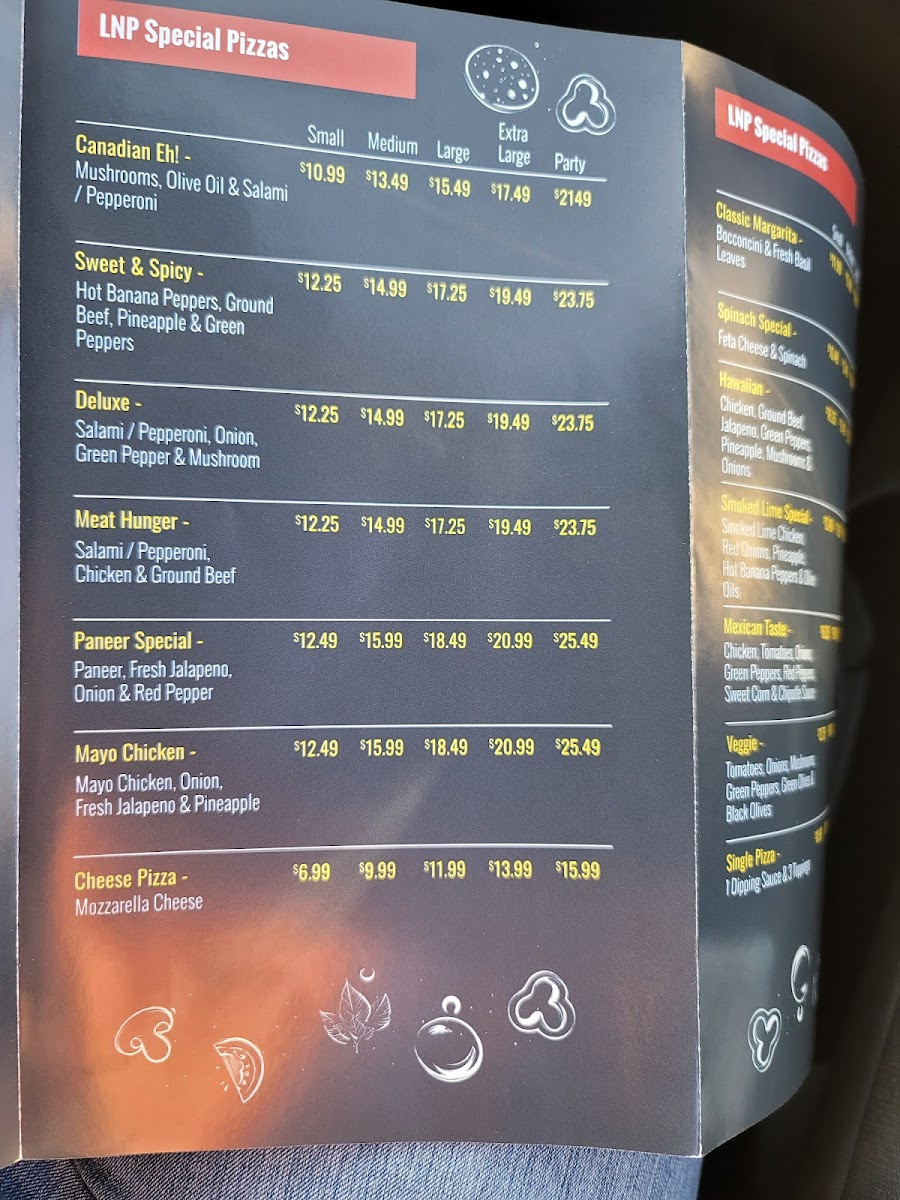 LNP Special Pizzas
Small Medium Large Extra Large Party
Canadian Eh! -
$10.99 $13.49 $15.49 $17.49 $2149
Mushrooms, Olive Oil & Salami
/ Pepperoni
Sweet & Spicy -
$12.25 $14.99 $17.25 $19.49 $23.75
Hot Banana Peppers, Ground
Beef, Pineapple & Green
Peppers
Deluxe -
$12.25 $14.99 $17.25 $19.49 $23.75
Salami / Pepperoni, Onion,
Green Pepper & Mushroom
Meat Hunger -
$12.25 $14.99 $17.25 $19.49 $23.75
Salami / Pepperoni,
Chicken & Ground Beef
Paneer Special -
$12.49 $15.99 $18.49 $20.99 $25.49
Paneer, Fresh Jalapeno,
Onion & Red Pepper
Mayo Chicken -
$12.49 $15.99 $18.49 $20.99 $25.49
Mayo Chicken, Onion,
Fresh Jalapeno & Pineapple
Cheese Pizza -
$6.99 $9.99 $11.99 $13.99 $15.99
Mozzarella Cheese
LNP Special Pizzas
Classic Margarita -
Bocconcini & Fresh Basil
Leaves
Spinach Special -
Feta Cheese & Spinach
Hawaiian -
Chicken, Ground Beef,
Jalapeno, Green Peppers,
Pineapple, Mushrooms &
Onions
Smoked Lime Special -
Smoked Lime Chicken,
Red Onions, Pineapple,
Hot Banana Peppers & Olive
Oils
Mexican Taste -
Chicken, Tomatoes, Onions,
Green Peppers, Red Peppers,
Sweet Corn & Chipotle Sauce
Veggie -
Tomatoes, Onions, Mushroom,
Green Peppers, Green Olives &
Black Olives
Single Pizza -
1 Dipping Sauce & 3 Toppings